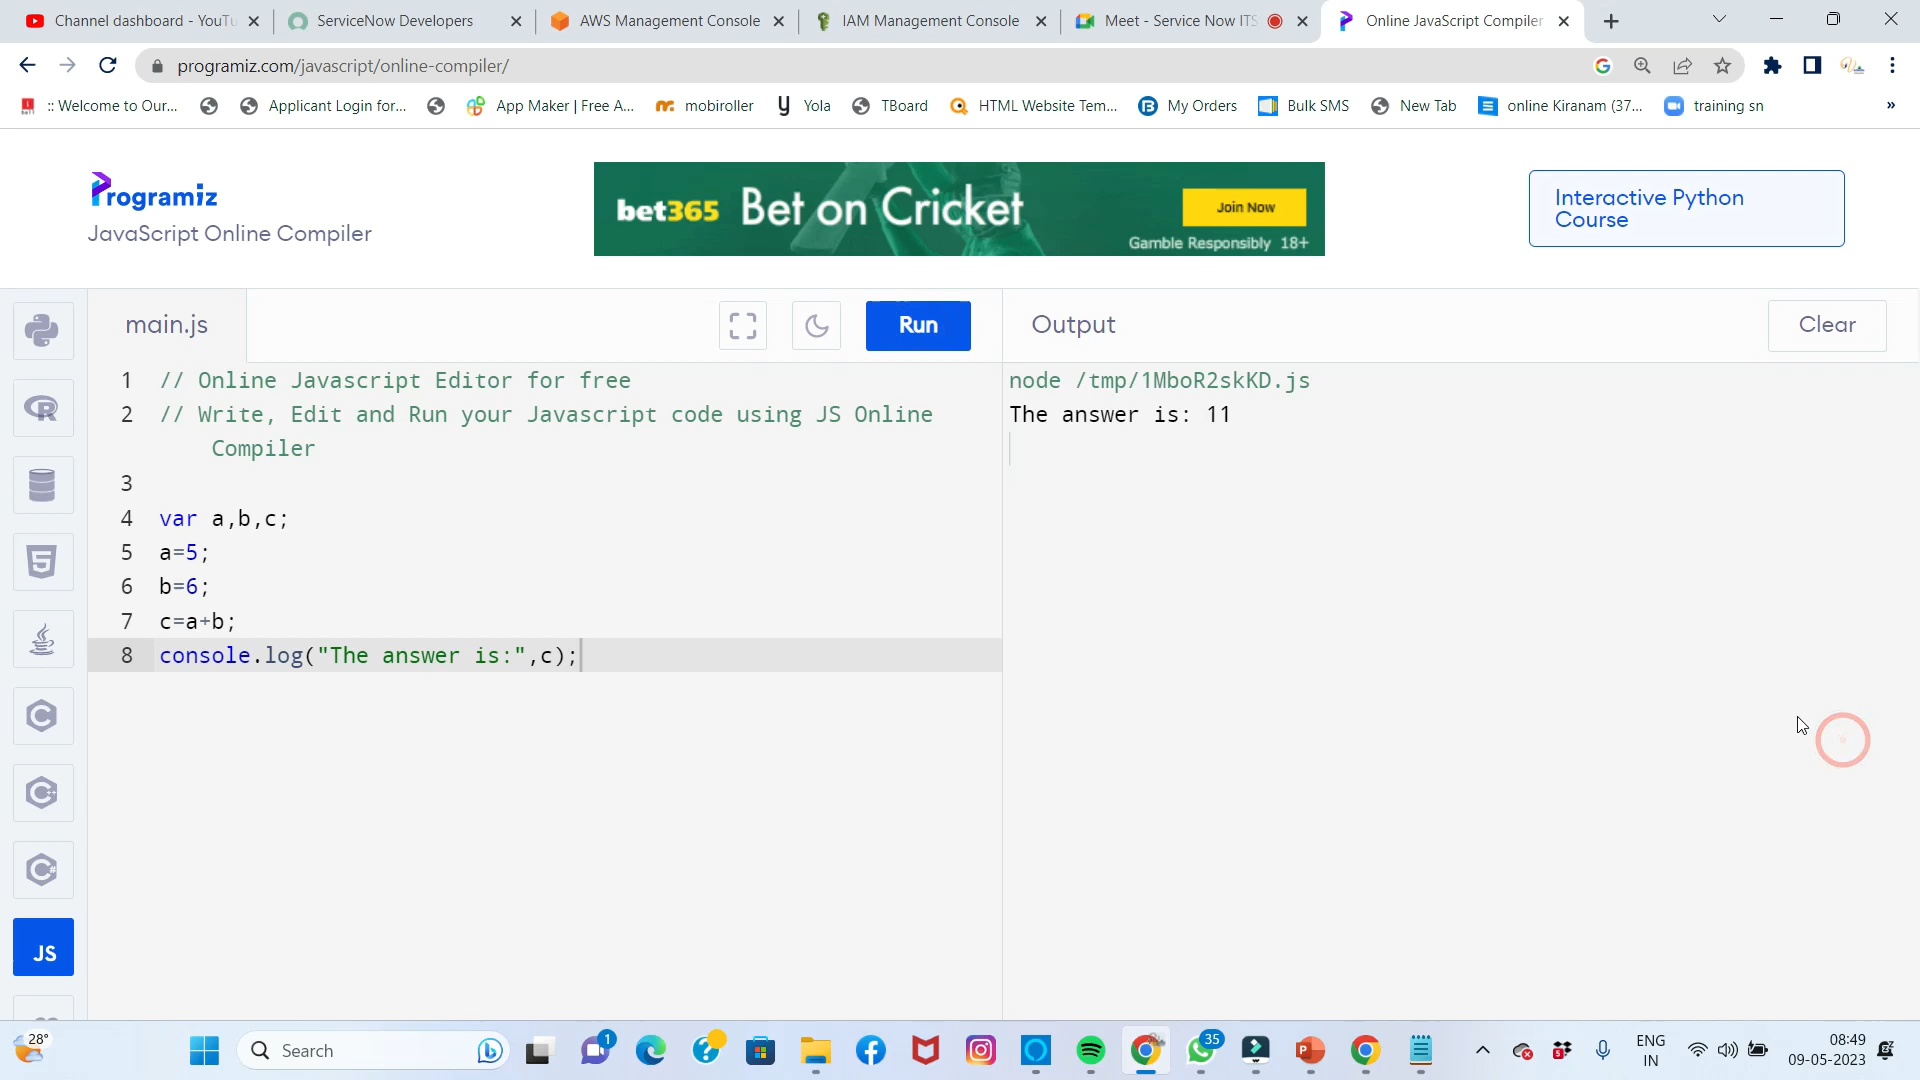 Channel dashboard - YouTu
ServiceNow Developers
AWS Management Console
IAM Management Console
Meet - Service Now ITS
Online JavaScript Compiler
programiz.com/javascript/online-compiler/
:: Welcome to Our...
Applicant Login for...
App Maker | Free A...
mobiroller
Yola
TBoard
HTML Website Tem...
My Orders
Bulk SMS
New Tab
online Kiranam (37...
training sn
»
Programiz
JavaScript Online Compiler
bet365 Bet on Cricket
Join Now
Gamble Responsibly 18+
Interactive Python
Course
main.js
Run
Output
Clear
1 // Online Javascript Editor for free
2 // Write, Edit and Run your Javascript code using JS Online
Compiler
3
4 var a,b,c;
5 a=5;
6 b=6;
7 c=a+b;
8 console.log("The answer is:",c);
node /tmp/1MboR2skKD.js
The answer is: 11
JS
28°
Search
1
35
ENG
IN
08:49
09-05-2023